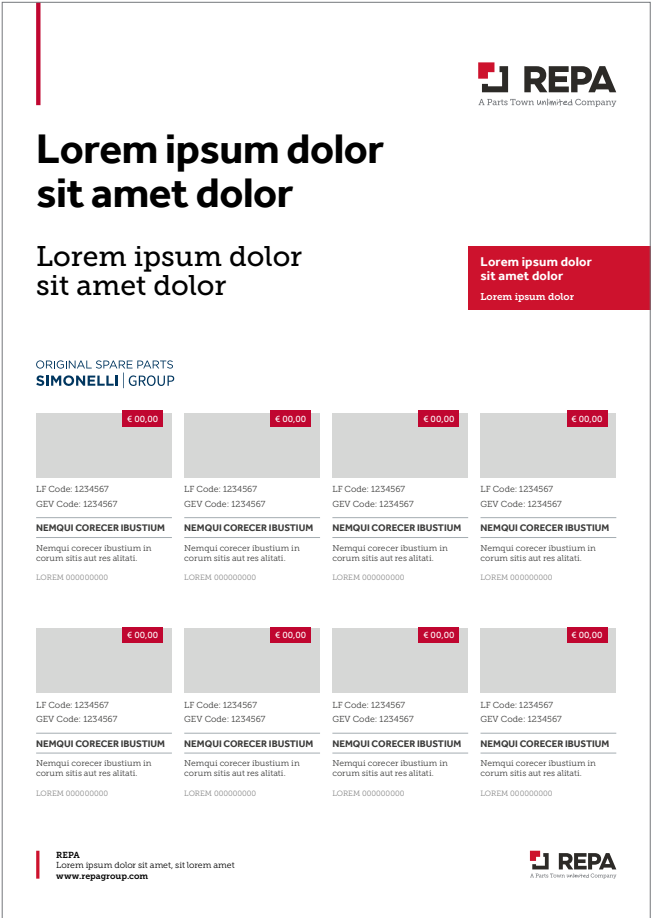 REPA
A Parts Town unlimited Company
Lorem ipsum dolor
sit amet dolor
Lorem ipsum dolor
sit amet dolor
Lorem ipsum dolor
sit amet dolor
Lorem ipsum dolor
ORIGINAL SPARE PARTS
SIMONELLI | GROUP
€ 00,00
LF Code: 1234567
GEV Code: 1234567
NEMQUI CORECER IBUSTIUM
Nemqui corecer ibustium in
corum sitis aut res alitati.
LOREM 000000000
€ 00,00
LF Code: 1234567
GEV Code: 1234567
NEMQUI CORECER IBUSTIUM
Nemqui corecer ibustium in
corum sitis aut res alitati.
LOREM 000000000
€ 00,00
LF Code: 1234567
GEV Code: 1234567
NEMQUI CORECER IBUSTIUM
Nemqui corecer ibustium in
corum sitis aut res alitati.
LOREM 000000000
€ 00,00
LF Code: 1234567
GEV Code: 1234567
NEMQUI CORECER IBUSTIUM
Nemqui corecer ibustium in
corum sitis aut res alitati.
LOREM 000000000
€ 00,00
LF Code: 1234567
GEV Code: 1234567
NEMQUI CORECER IBUSTIUM
Nemqui corecer ibustium in
corum sitis aut res alitati.
LOREM 000000000
€ 00,00
LF Code: 1234567
GEV Code: 1234567
NEMQUI CORECER IBUSTIUM
Nemqui corecer ibustium in
corum sitis aut res alitati.
LOREM 000000000
€ 00,00
LF Code: 1234567
GEV Code: 1234567
NEMQUI CORECER IBUSTIUM
Nemqui corecer ibustium in
corum sitis aut res alitati.
LOREM 000000000
€ 00,00
LF Code: 1234567
GEV Code: 1234567
NEMQUI CORECER IBUSTIUM
Nemqui corecer ibustium in
corum sitis aut res alitati.
LOREM 000000000
REPA
Lorem ipsum dolor sit amet, sit lorem amet
www.repagroup.com
REPA
A Parts Town unlimited Company